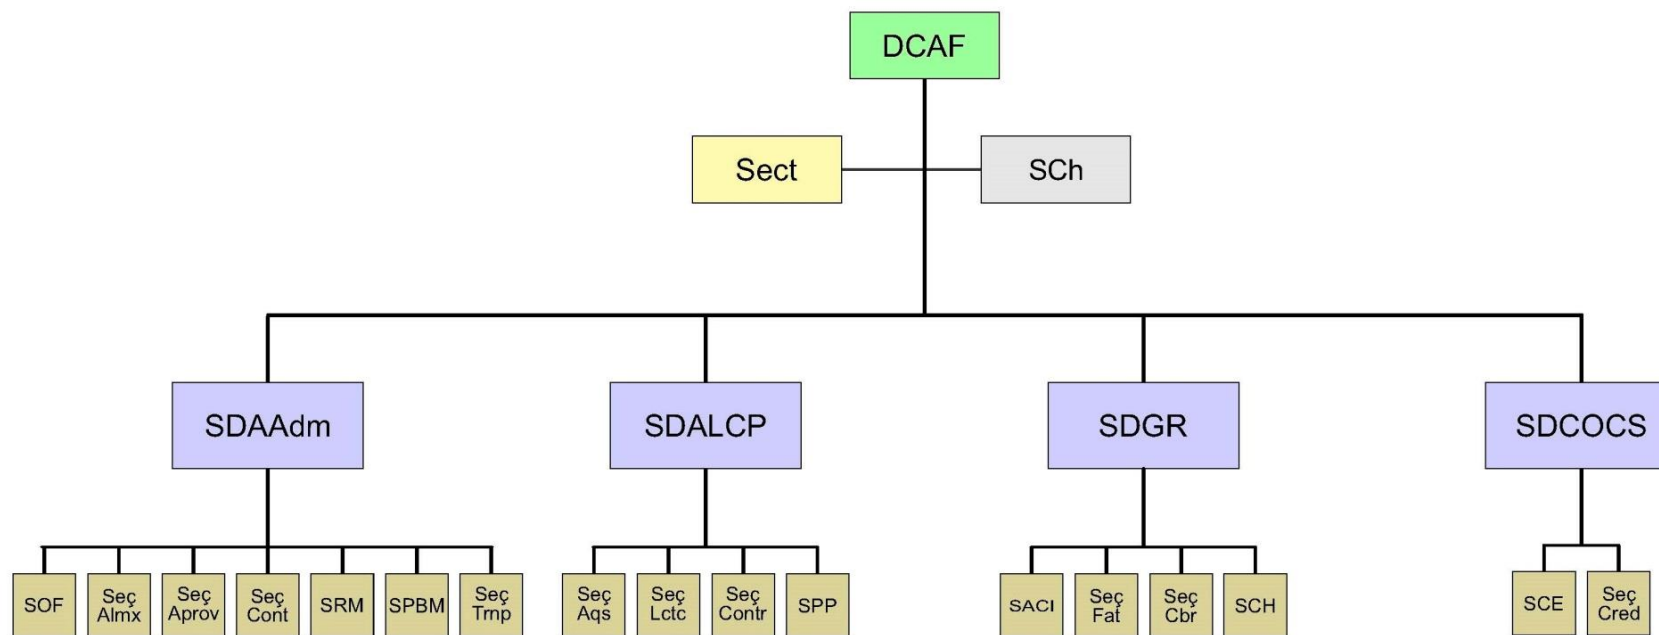 DCAF
Sect
SCh
SDAAdm
SDALCP
SDGR
SDCOCS
SOF
Seç
Almx
Seç
Aprov
Seç
Cont
SRM
SPBM
Seç
Trnp
Seç
Aqs
Seç
Lctc
Seç
Contr
SPP
SACI
Seç
Fat
Seç
Cbr
SCH
SCE
Seç
Cred